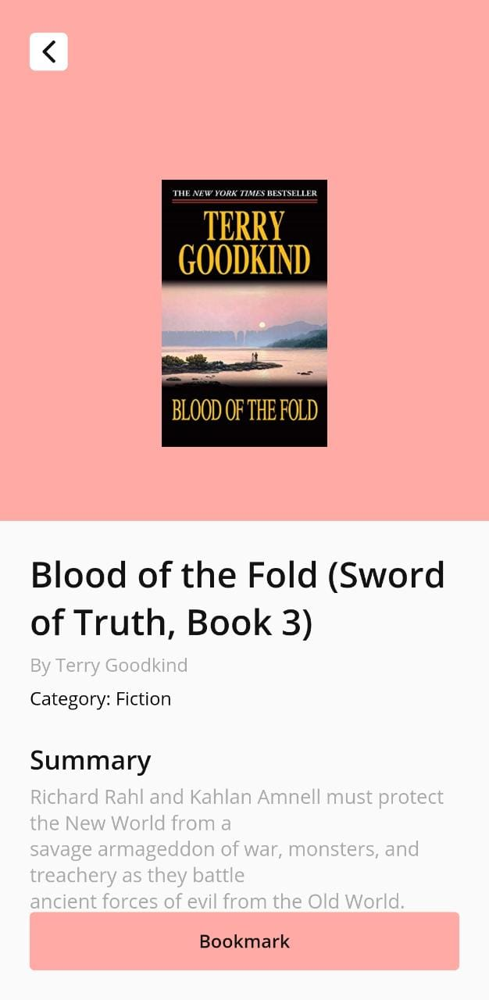 THE NEW YORK TIMES BESTSELLER
TERRY
GOODKIND
BLOOD OF THE FOLD
Blood of the Fold (Sword
of Truth, Book 3)
By Terry Goodkind
Category: Fiction
Summary
Richard Rahl and Kahlan Amnell must protect
the New World from a
savage armageddon of war, monsters, and
treachery as they battle
ancient forces of evil from the Old World.
Bookmark